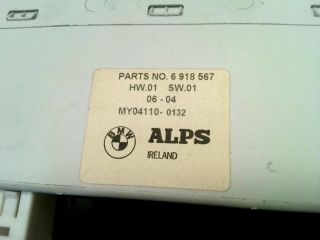 PARTS NO. 6 918 567
HW.01 SW.01
06 - 04
MY04110- 0132
BMW ALPS
IRELAND